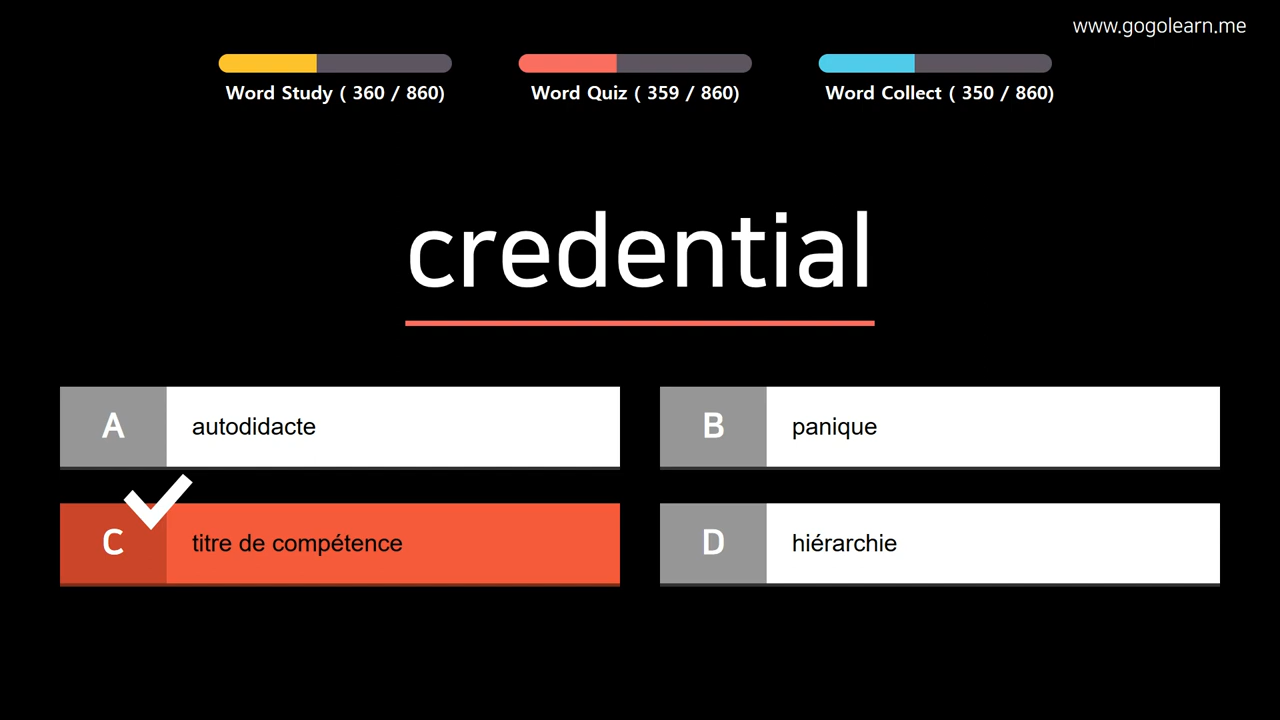 www.gogolearn.me
Word Study ( 360 / 860)
Word Quiz ( 359 / 860)
Word Collect ( 350 / 860)
credential
A
autodidacte
B
panique
C
titre de compétence
D
hiérarchie